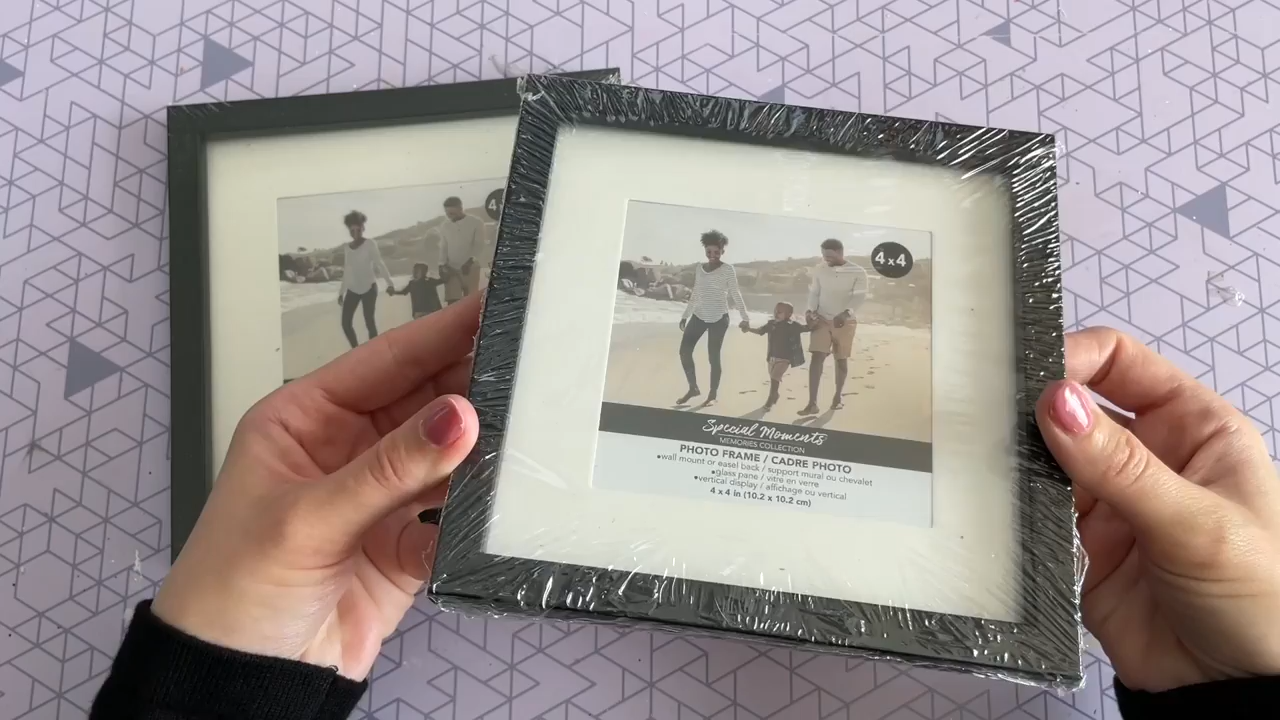 4
4x4
Special Moments
MEMORIES COLLECTION
PHOTO FRAME / CADRE PHOTO
•wall mount or easel back / support mural ou chevalet
•glass pane / vitre en verre
•vertical display / affichage ou vertical
4 x 4 in (10.2 x 10.2 cm)